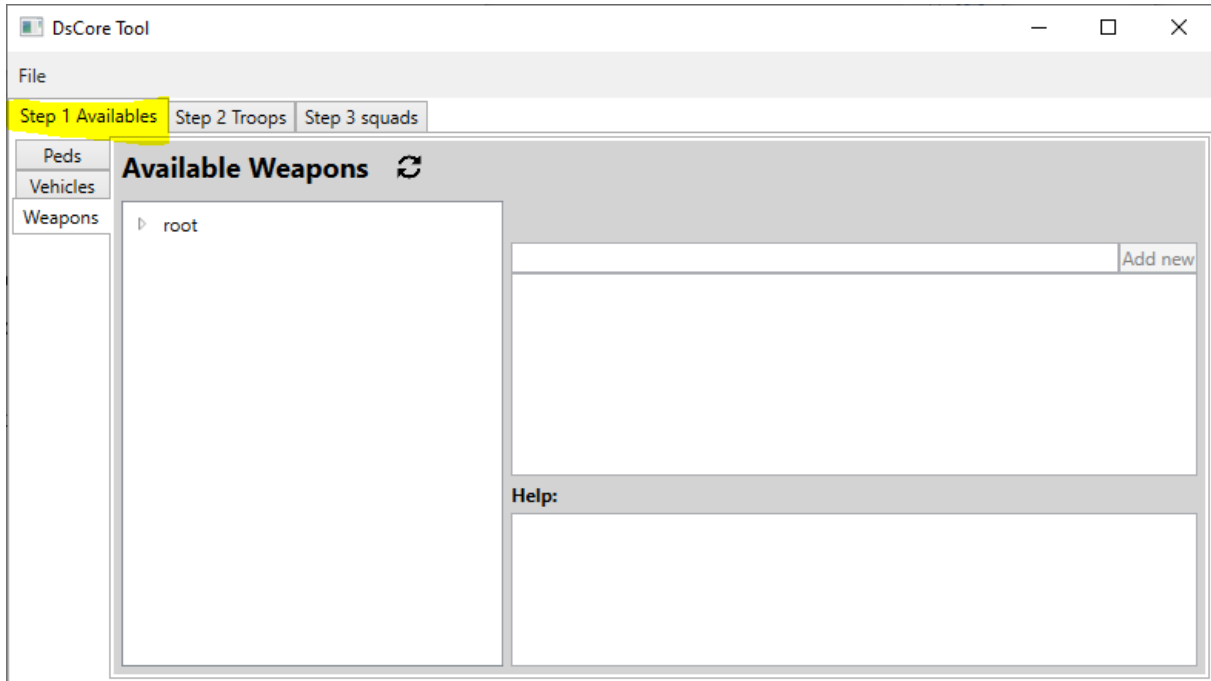 DsCore Tool
File
Step 1 Availables Step 2 Troops Step 3 squads
Peds
Vehicles
Weapons
Available Weapons
root
Add new
Help: